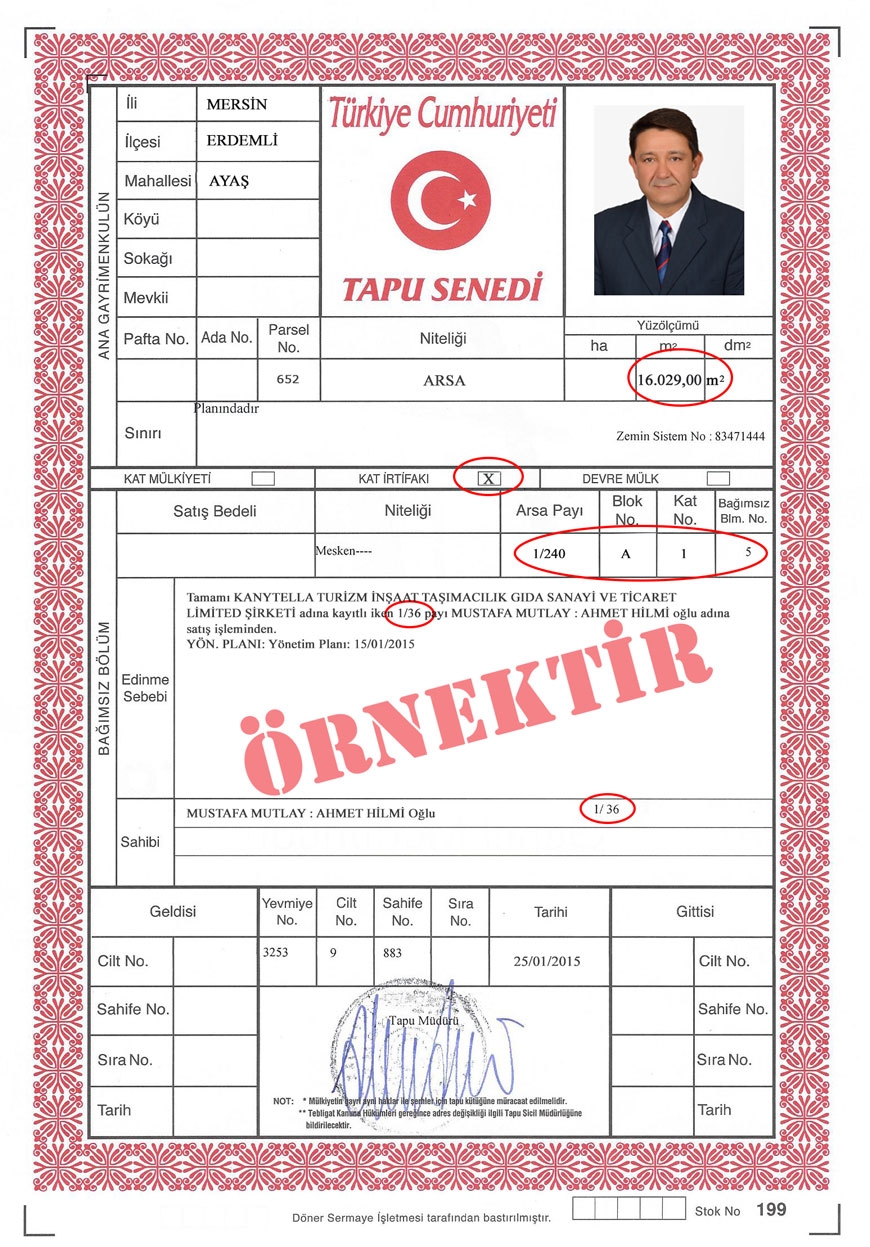 ANA GAYRİMENKULÜN
İli
MERSİN
İlçesi
ERDEMLİ
Mahallesi
AYAŞ
Köyü
Sokağı
Mevkii
Türkiye Cumhuriyeti
TAPU SENEDİ
Pafta No.
Ada No.
Parsel No.
Niteliği
Yüzölçümü
ha
m²
dm²
652
ARSA
16.029,00 m²
Sınırı
Planındadır
Zemin Sistem No : 83471444
KAT MÜLKİYETİ
KAT İRTİFAKI
X
DEVRE MÜLK
BAĞIMSIZ BÖLÜM
Satış Bedeli
Niteliği
Arsa Payı
Blok No.
Kat No.
Bağımsız Blm. No.
Mesken----
1/240
A
1
5
Edinme Sebebi
Tamamı KANYTELLA TURİZM İNŞAAT TAŞIMACILIK GIDA SANAYİ VE TİCARET
LİMİTED ŞİRKETİ adına kayıtlı iken 1/36 payı MUSTAFA MUTLAY : AHMET HİLMİ oğlu adına
satış işleminden.
YÖN. PLANI: Yönetim Planı: 15/01/2015
ÖRNEKTİR
Sahibi
MUSTAFA MUTLAY : AHMET HİLMİ Oğlu
1/ 36
Geldisi
Yevmiye No.
Cilt No.
Sahife No.
Sıra No.
Tarihi
Gittisi
Cilt No.
3253
9
883
25/01/2015
Cilt No.
Sahife No.
Sahife No.
Sıra No.
Sıra No.
Tarih
Tarih
Tapu Müdürü
NOT: * Mülkiyetin gayri ayni haklar ile şerhler için tapu kütüğüne müracaat edilmelidir.
** Tebligat Kanunu Hükümleri gereğince adres değişikliği ilgili Tapu Sicil Müdürlüğüne
bildirilecektir.
Döner Sermaye İşletmesi tarafından bastırılmıştır.
Stok No 199